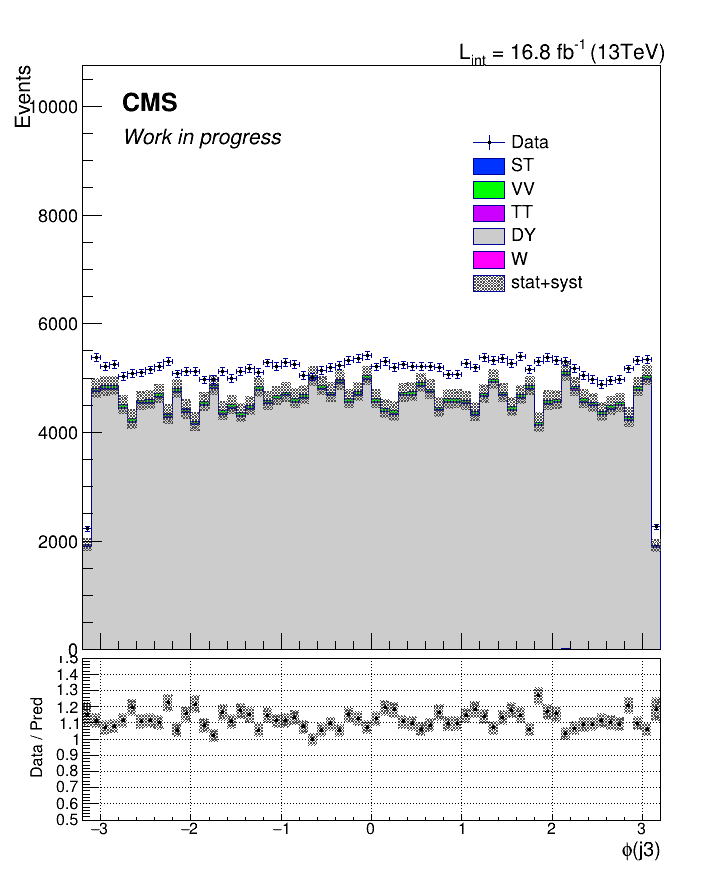 L_int = 16.8 fb^-1 (13TeV)
Events
10000
CMS
Work in progress
Data
ST
8000
VV
TT
DY
W
stat+syst
6000
4000
2000
0
1.5
1.4
1.3
1.2
1.1
1
0.9
0.8
0.7
0.6
0.5
Data / Pred
−3 −2 −1 0 1 2 3
ϕ(j3)